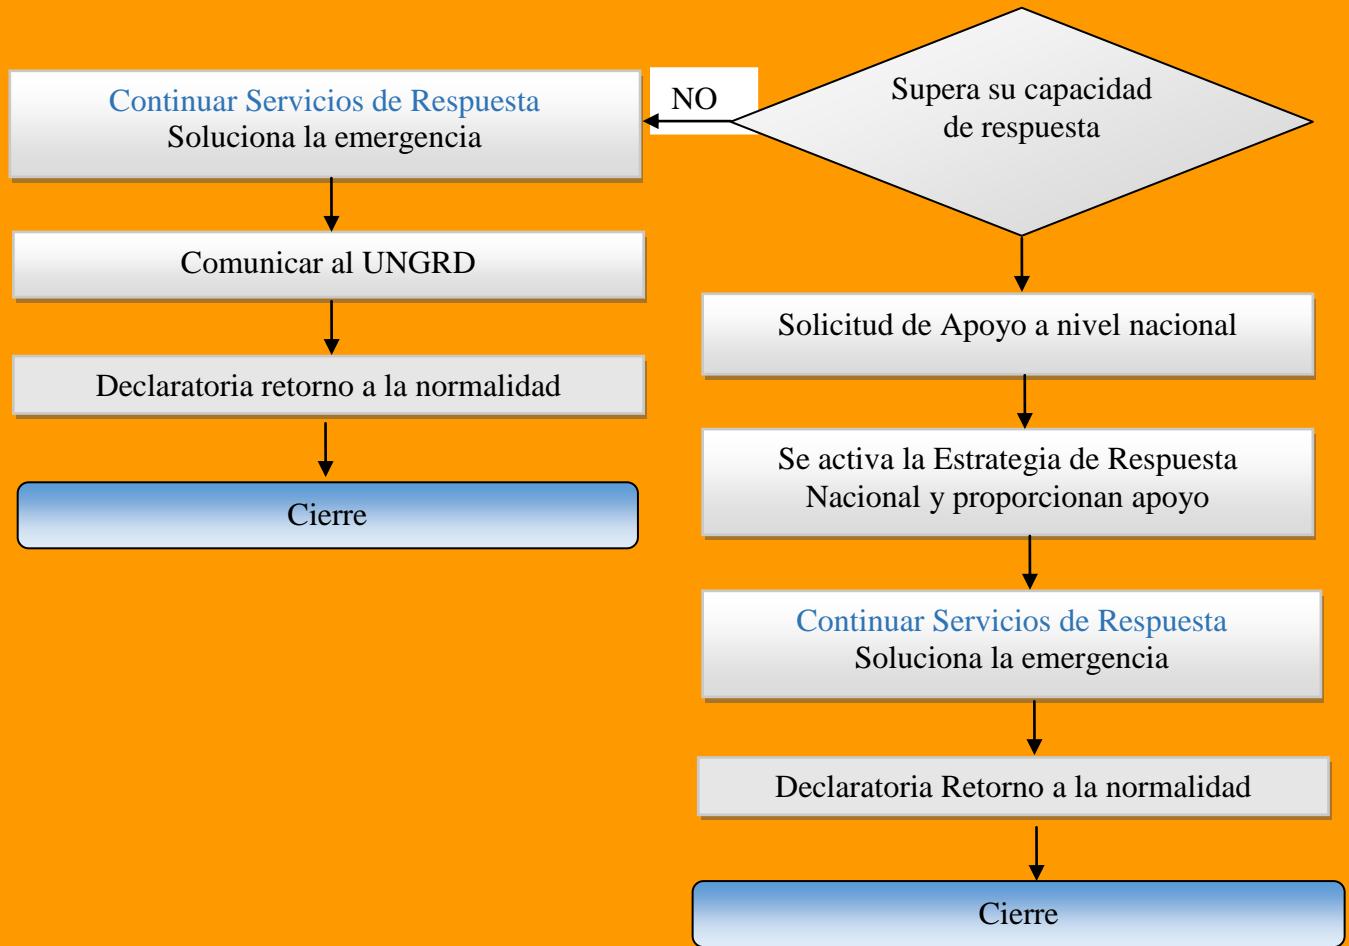 Supera su capacidad
de respuesta
NO
Continuar Servicios de Respuesta
Soluciona la emergencia
Comunicar al UNGRD
Declaratoria retorno a la normalidad
Cierre
Solicitud de Apoyo a nivel nacional
Se activa la Estrategia de Respuesta
Nacional y proporcionan apoyo
Continuar Servicios de Respuesta
Soluciona la emergencia
Declaratoria Retorno a la normalidad
Cierre